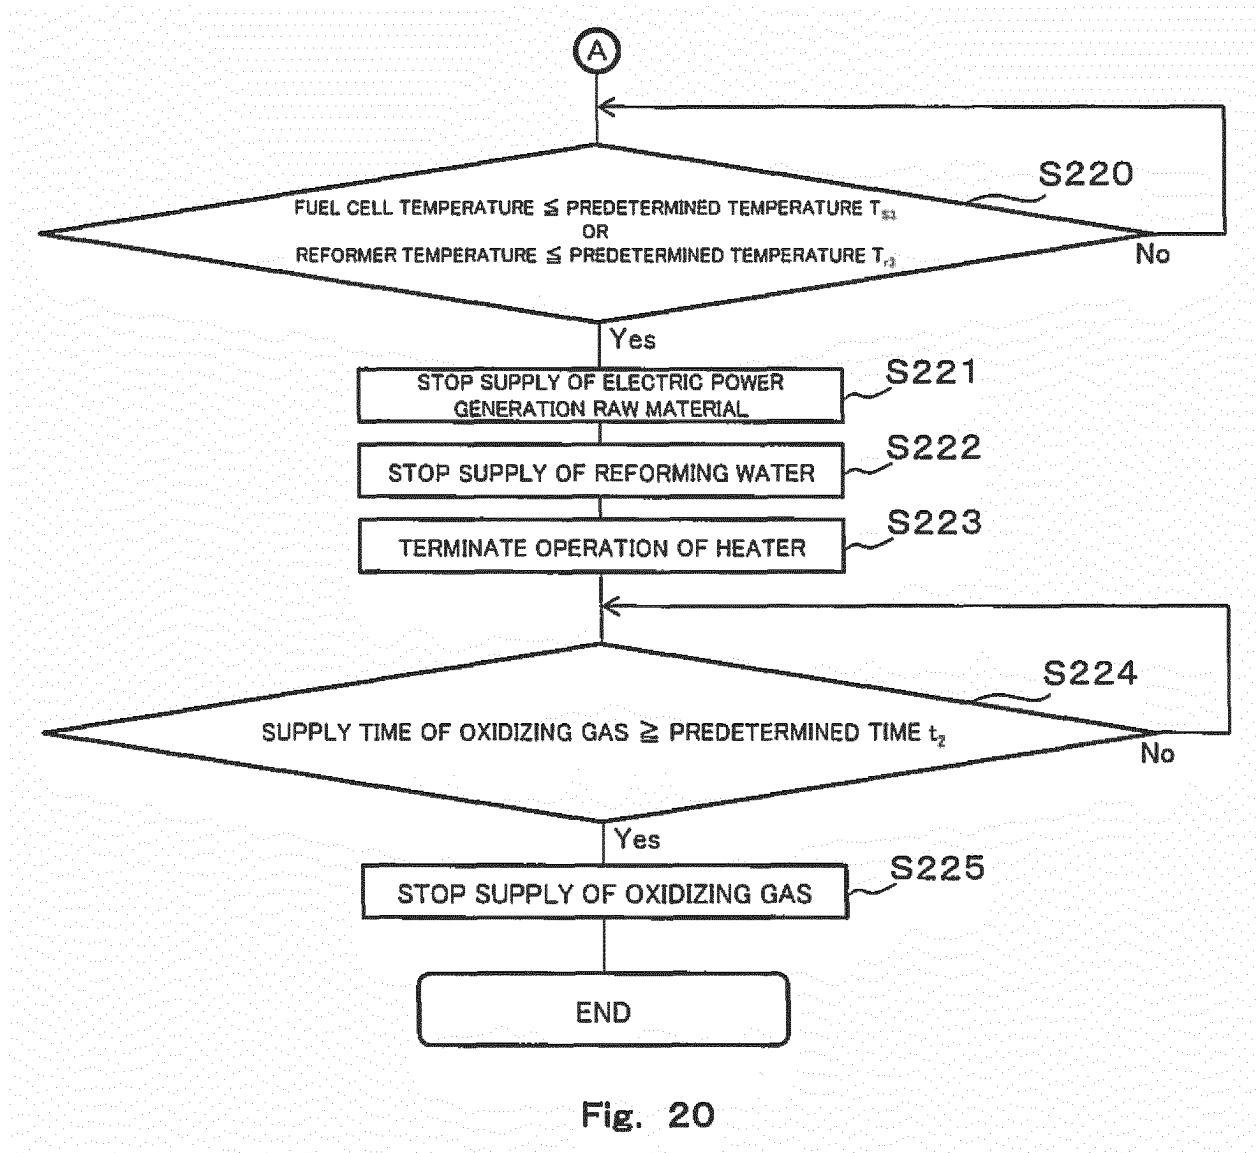 A
S220
FUEL CELL TEMPERATURE ≦ PREDETERMINED TEMPERATURE T
OR
REFORMER TEMPERATURE ≦ PREDETERMINED TEMPERATURE T
No
Yes
STOP SUPPLY OF ELECTRIC POWER
GENERATION RAW MATERIAL
S221
STOP SUPPLY OF REFORMING WATER
S222
TERMINATE OPERATION OF HEATER
S223
S224
SUPPLY TIME OF OXIDIZING GAS ≧ PREDETERMINED TIME t2
No
Yes
STOP SUPPLY OF OXIDIZING GAS
S225
END
Fig. 20